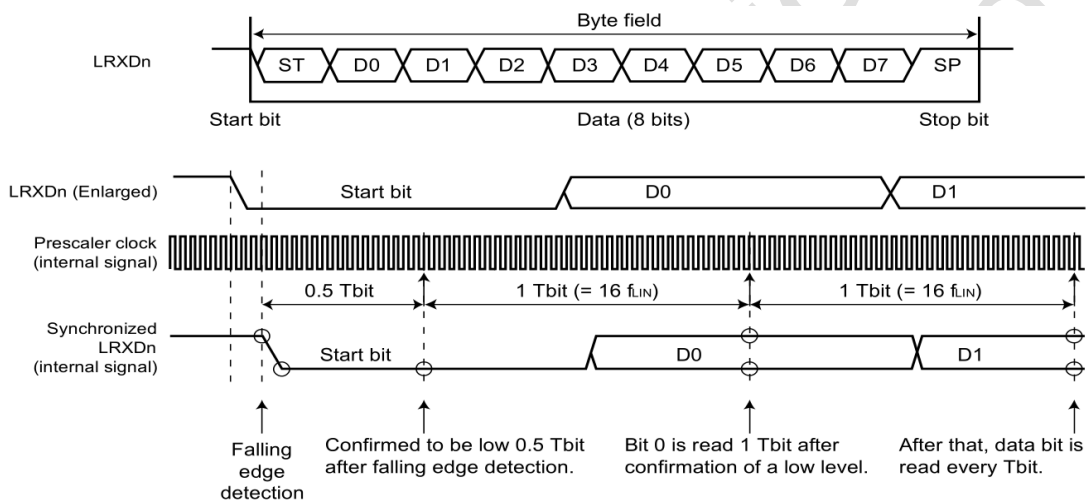 Byte field
LRXDn
ST D0 D1 D2 D3 D4 D5 D6 D7 SP
Start bit Data (8 bits) Stop bit
LRXDn (Enlarged) Start bit D0 D1
Prescaler clock
(internal signal)
0.5 Tbit 1 Tbit (= 16 fLIN) 1 Tbit (= 16 fLIN)
Synchronized
LRXDn
(internal signal)
Start bit D0 D1
Falling
edge
detection
Confirmed to be low 0.5 Tbit
after falling edge detection.
Bit 0 is read 1 Tbit after
confirmation of a low level.
After that, data bit is
read every Tbit.